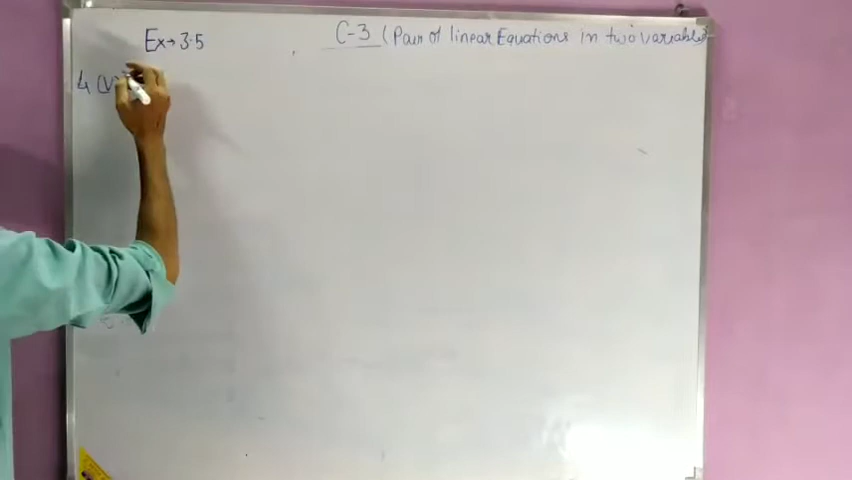 Ex→ 3.5
C-3 (Pair of linear Equations in two variables)
4 (V)